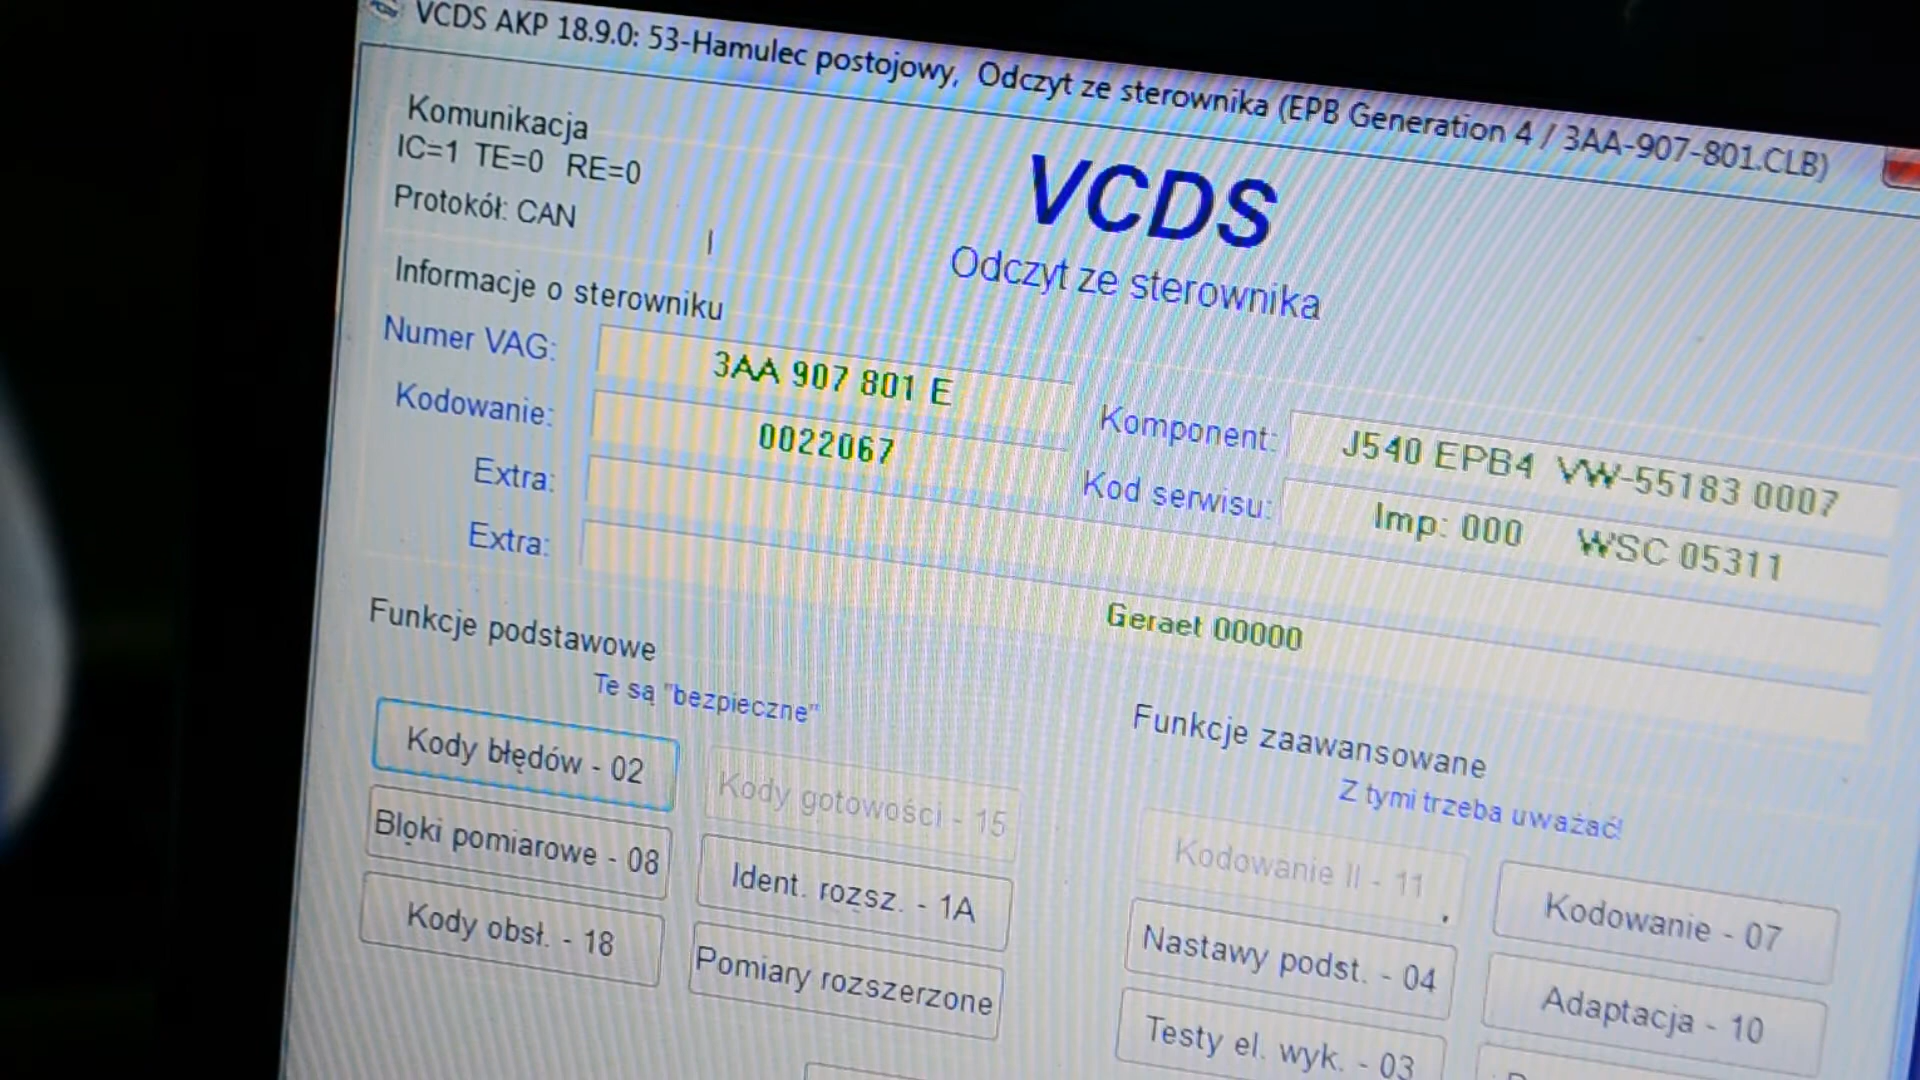 VCDS AKP 18.9.0: 53-Hamulec postojowy, Odczyt ze sterownika (EPB Generation 4 / 3AA-907-801.CLB)
Komunikacja
IC=1 TE=0 RE=0
Protokół: CAN
VCDS
Odczyt ze sterownika
Informacje o sterowniku
Numer VAG: 3AA 907 801 E
Komponent: J540 EPB4 VW-55183 0007
Kodowanie: 0022067
Kod serwisu: Imp: 000 WSC 05311
Extra:
Extra: Geraet 00000
Funkcje podstawowe
Te są "bezpieczne"
Kody błędów - 02
Kody gotowości - 15
Bloki pomiarowe - 08
Ident. rozsz. - 1A
Kody obsł. - 18
Pomiary rozszerzone
Funkcje zaawansowane
Z tymi trzeba uważać!
Kodowanie II - 11
Kodowanie - 07
Nastawy podst. - 04
Adaptacja - 10
Testy el. wyk. - 03